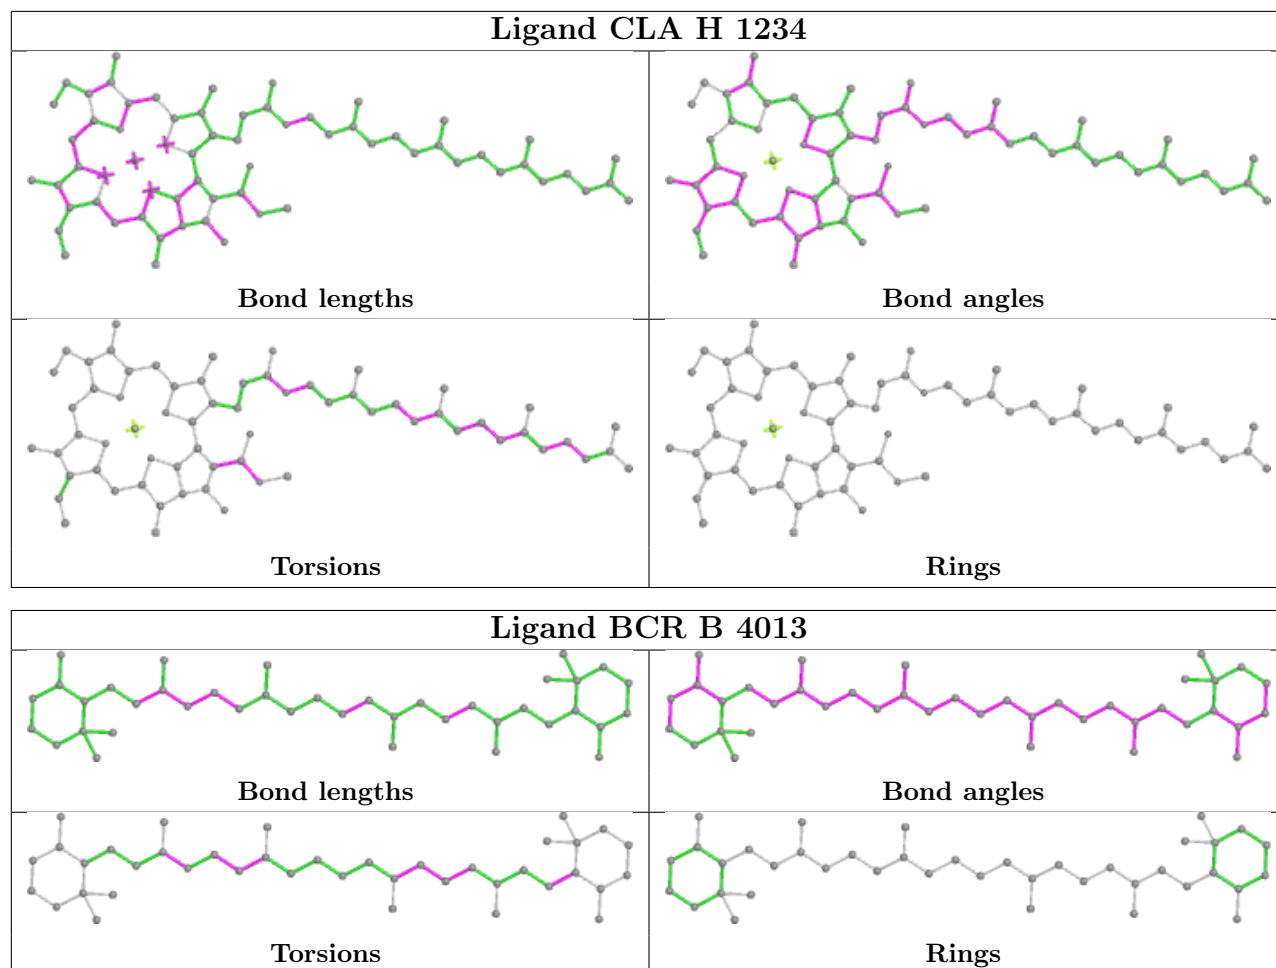 Ligand CLA H 1234
Bond lengths
Bond angles
Torsions
Rings
Ligand BCR B 4013
Bond lengths
Bond angles
Torsions
Rings